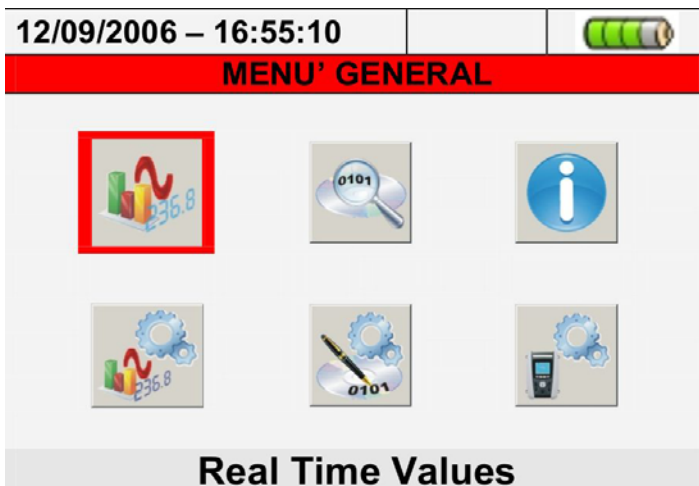 12/09/2006 – 16:55:10
MENU’ GENERAL
236.8
0101
236.8
0101
Real Time Values